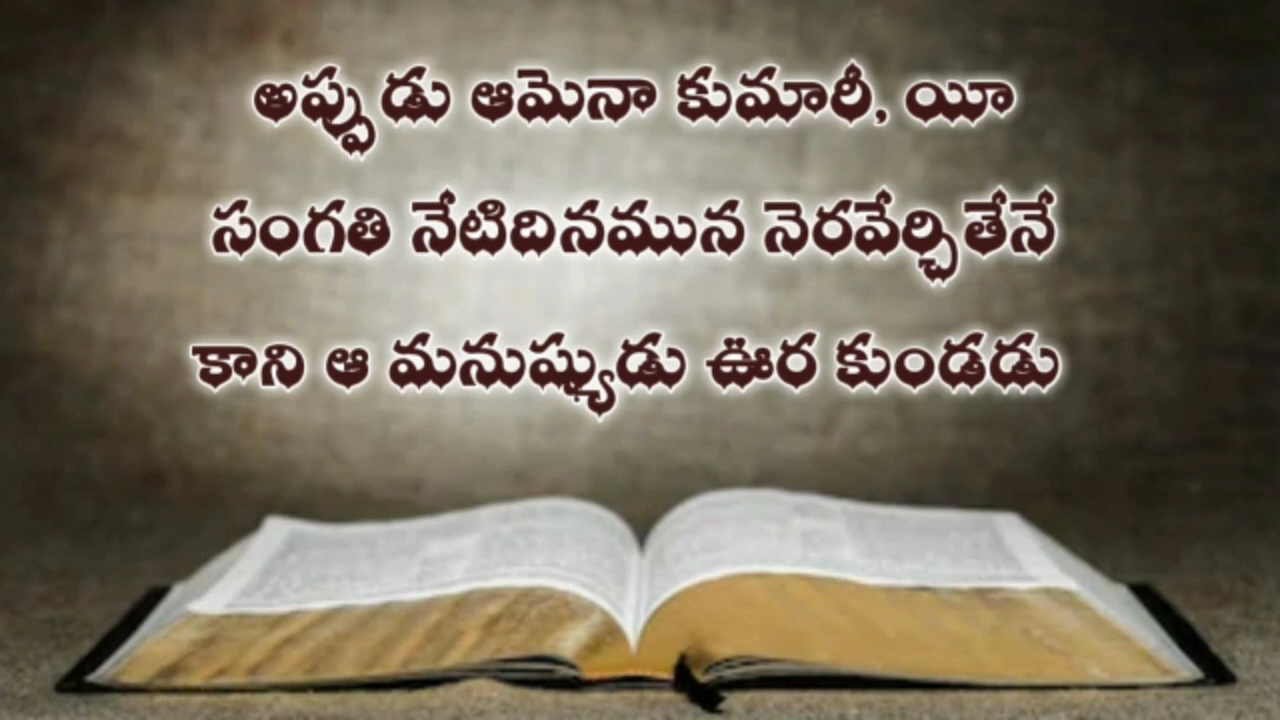 అప్పుడు ఆమెనా కుమారీ, యీ
సంగతి నేటిదినమున నెరవేర్చితేనే
కాని ఆ మనుష్యుడు ఊర కుండడు